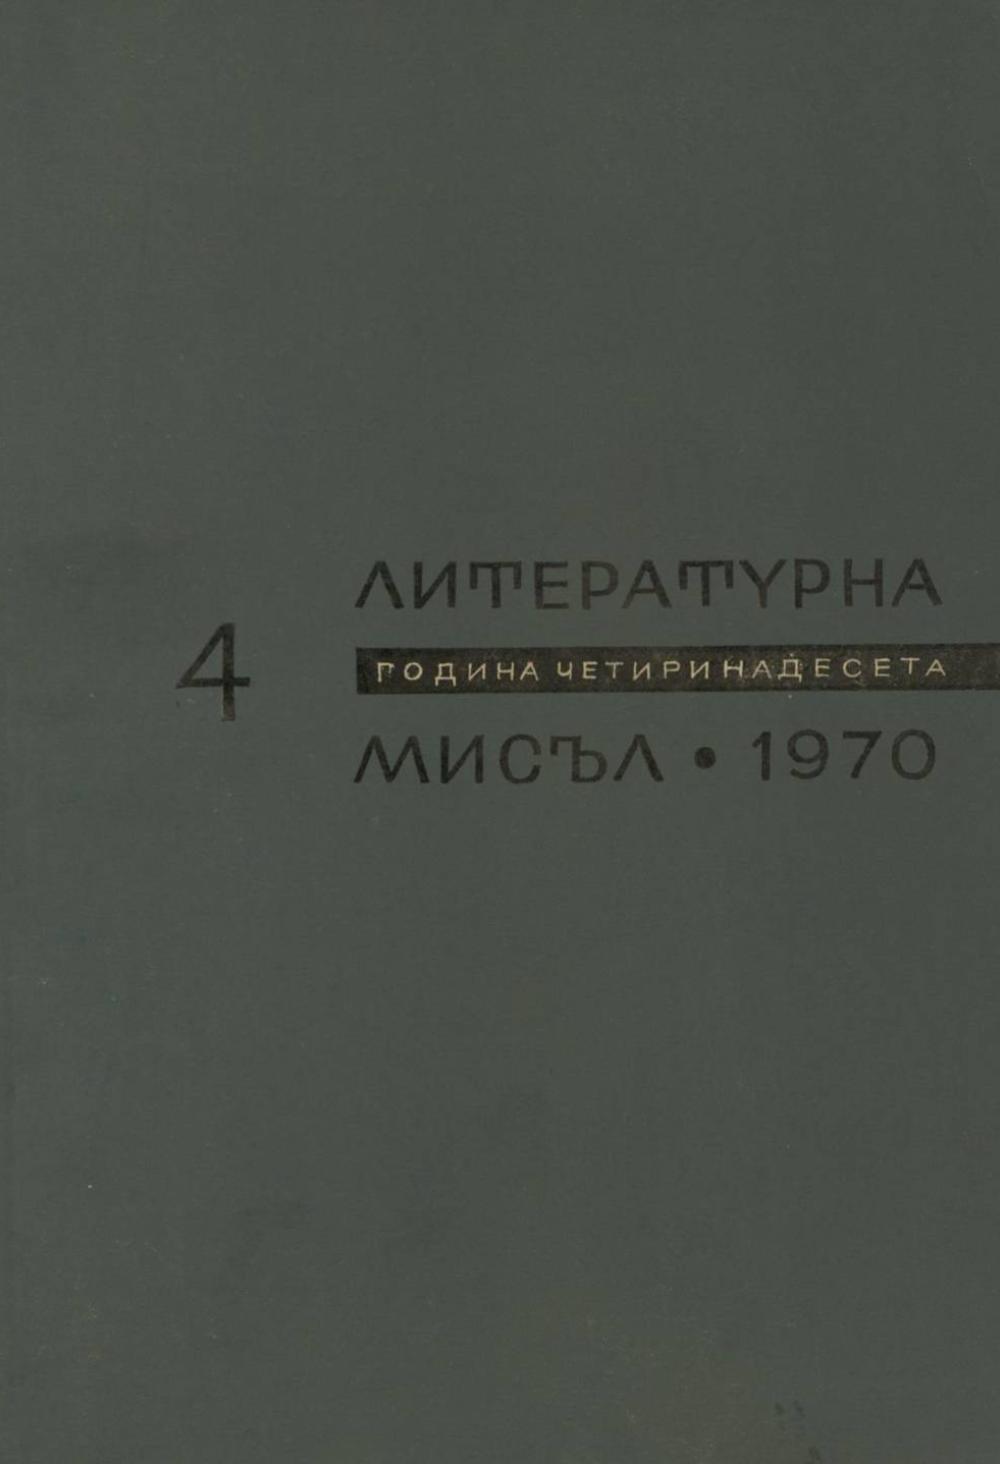 ЛИТЕРАТУРНА
4
ГОДИНА ЧЕТИРИНАДЕСЕТА
МИСЪЛ • 1970